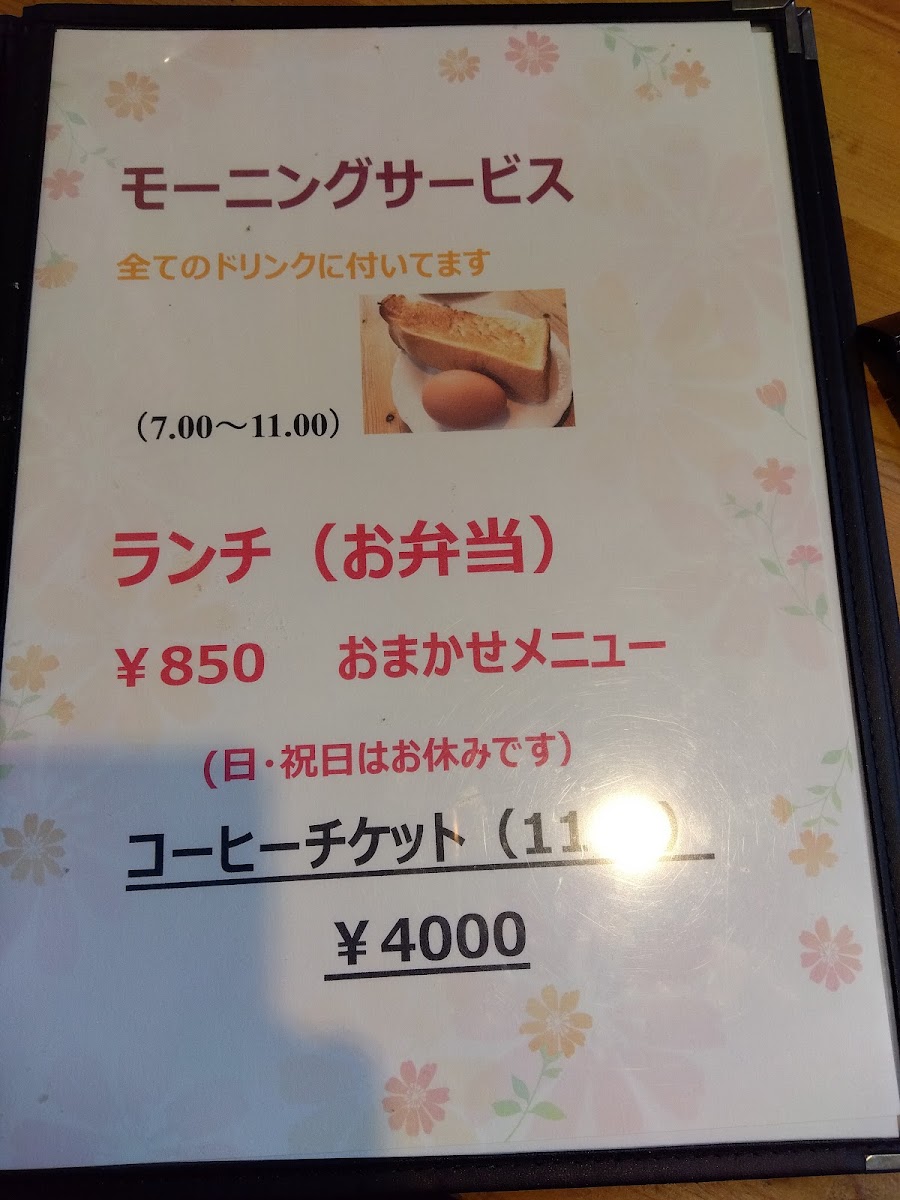 モーニングサービス
全てのドリンクに付いてます
（7.00～11.00）
ランチ（お弁当）
￥850 おまかせメニュー
(日・祝日はお休みです)
コーヒーチケット（11 ）
￥4000